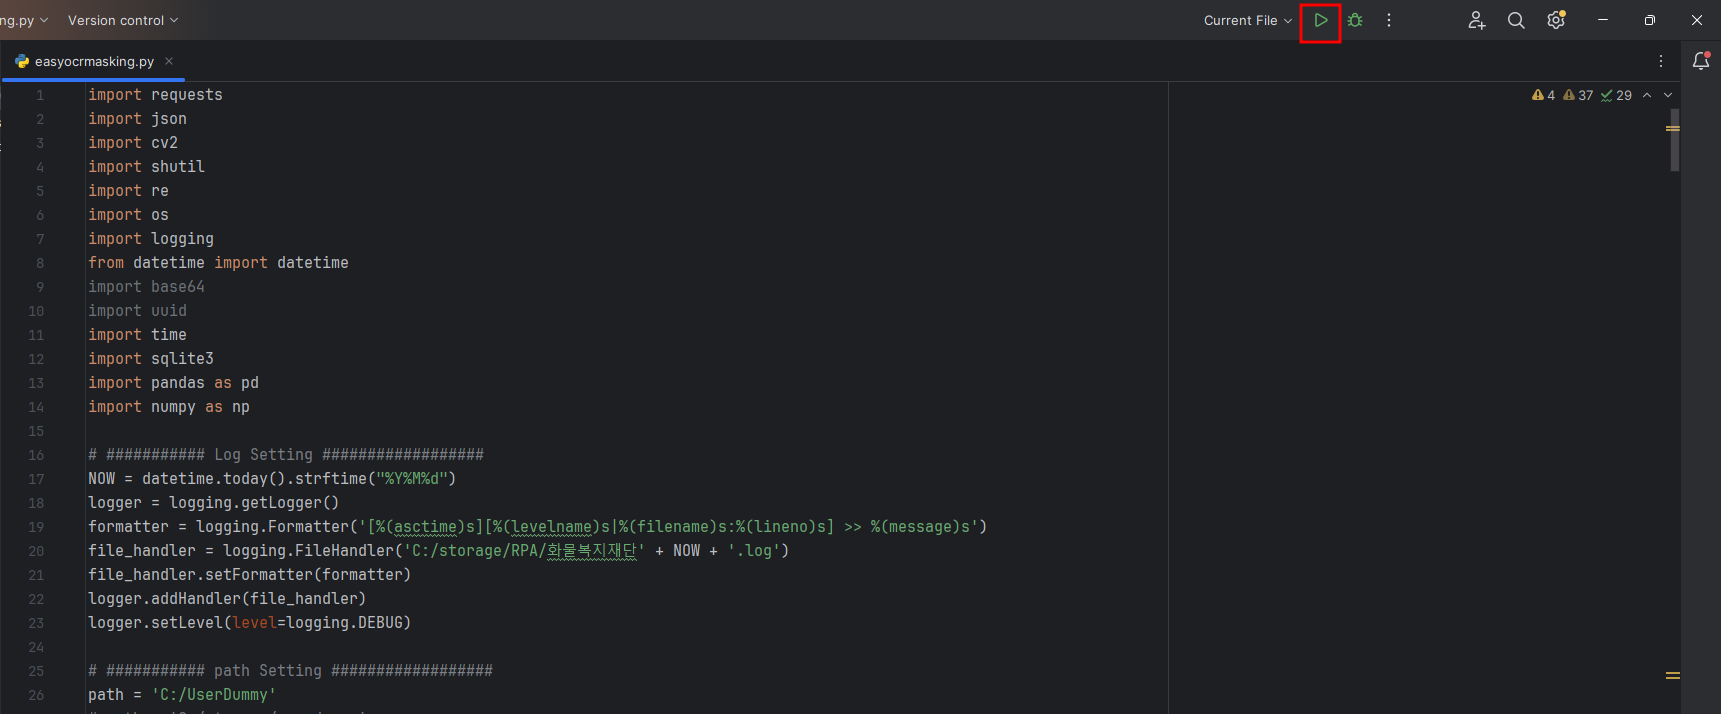 ng.py
Version control
Current File
easyocrmasking.py
4 37 29
1 import requests
2 import json
3 import cv2
4 import shutil
5 import re
6 import os
7 import logging
8 from datetime import datetime
9 import base64
10 import uuid
11 import time
12 import sqlite3
13 import pandas as pd
14 import numpy as np
15
16 # ########### Log Setting ##################
17 NOW = datetime.today().strftime("%Y%M%d")
18 logger = logging.getLogger()
19 formatter = logging.Formatter('[%(asctime)s][%(levelname)s|%(filename)s:%(lineno)s] >> %(message)s')
20 file_handler = logging.FileHandler('C:/storage/RPA/화물복지재단' + NOW + '.log')
21 file_handler.setFormatter(formatter)
22 logger.addHandler(file_handler)
23 logger.setLevel(level=logging.DEBUG)
24
25 # ########### path Setting ##################
26 path = 'C:/UserDummy'